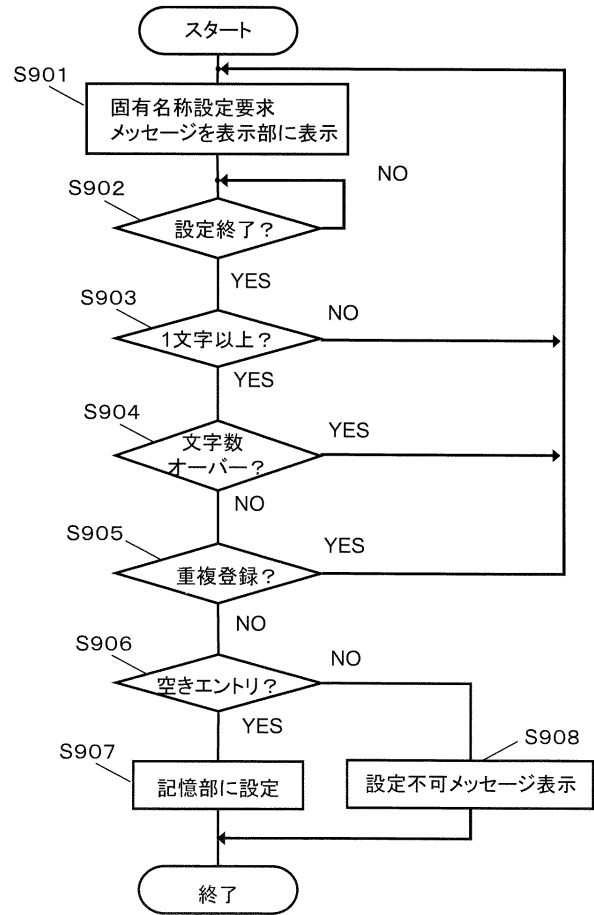 スタート
S901
固有名称設定要求
メッセージを表示部に表示
S902
NO
設定終了?
YES
S903
NO
1文字以上?
YES
S904
YES
文字数
オーバー?
NO
S905
YES
重複登録?
NO
S906
NO
空きエントリ?
YES
S907
S908
記憶部に設定
設定不可メッセージ表示
終了